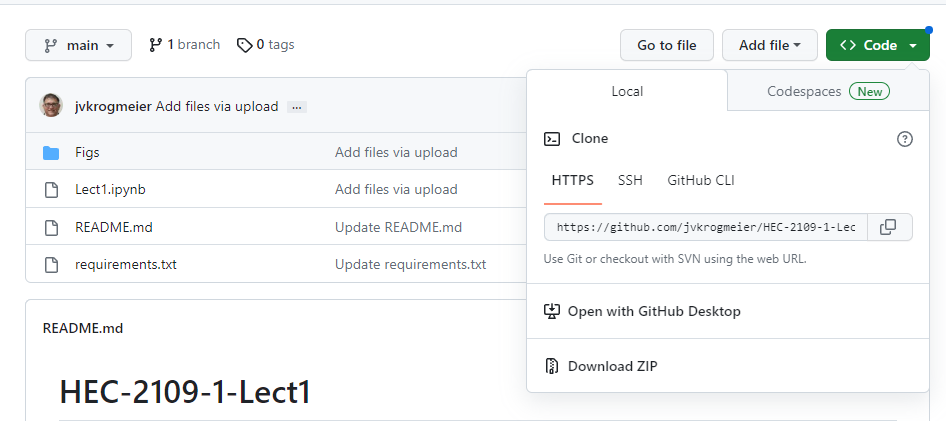 main 1 branch 0 tags Go to file Add file Code
jvkrogmeier Add files via upload ...
Figs Add files via upload
Lect1.ipynb Add files via upload
README.md Update README.md
requirements.txt Update requirements.txt
README.md
HEC-2109-1-Lect1
Local Codespaces New
Clone
HTTPS SSH GitHub CLI
https://github.com/jvkrogmeier/HEC-2109-1-Lec
Use Git or checkout with SVN using the web URL.
Open with GitHub Desktop
Download ZIP